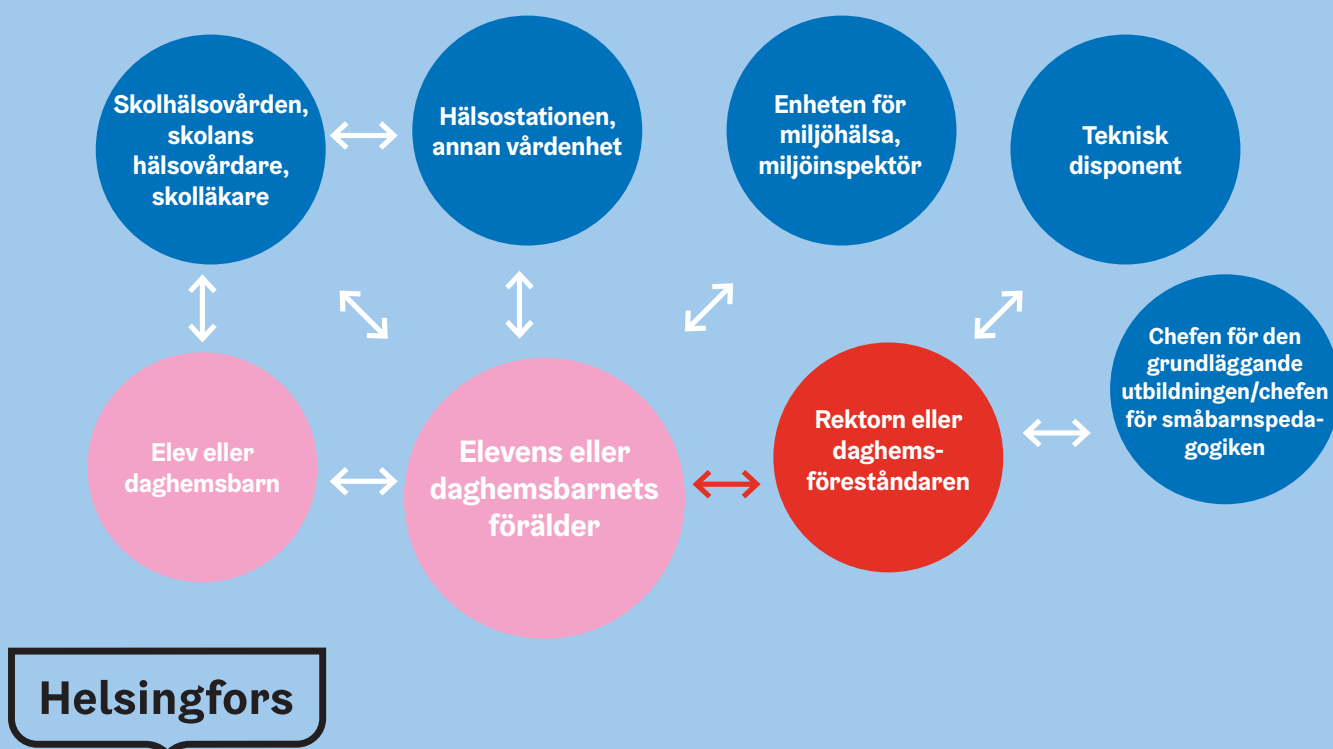 Skolhälsovården,
skolans
hälsovårdare,
skolläkare
Hälsostationen,
annan vårdenhet
Enheten för
miljöhälsa,
miljöinspektör
Teknisk
disponent
Chefen för den
grundläggande
utbildningen/chefen
för småbarnspeda-
gogiken
Elev eller
daghemsbarn
Elevens eller
daghemsbarnets
förälder
Rektorn eller
daghems-
föreståndaren
Helsingfors